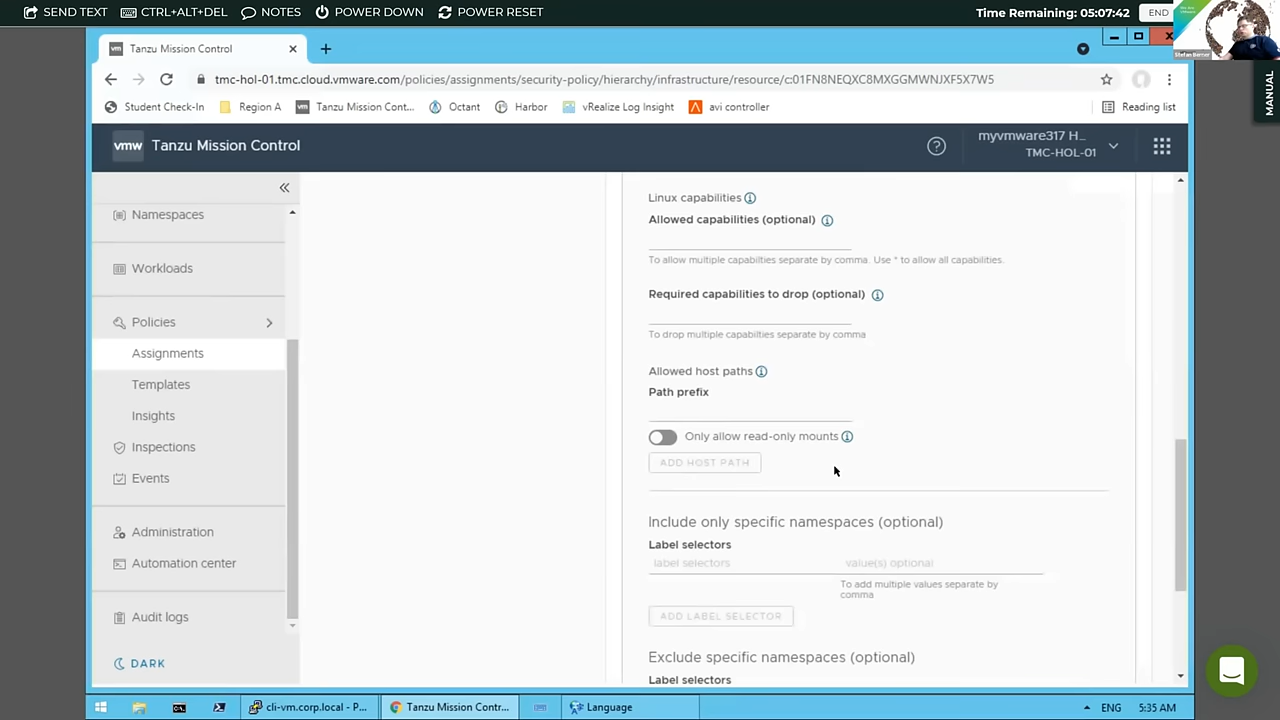 SEND TEXT CTRL+ALT+DEL NOTES POWER DOWN POWER RESET Time Remaining: 05:07:42 END
Stefan Berner
MANUAL
vm Tanzu Mission Control
tmc-hol-01.tmc.cloud.vmware.com/policies/assignments/security-policy/hierarchy/infrastructure/resource/c:01FN8NEQXC8MXGGMWNJXF5X7W5
Student Check-In Region A vm Tanzu Mission Cont... Octant Harbor vRealize Log Insight avi controller Reading list
vmw Tanzu Mission Control
myvmware317 H...
TMC-HOL-01
Namespaces
Workloads
Policies
Assignments
Templates
Insights
Inspections
Events
Administration
Automation center
Audit logs
DARK
Linux capabilities
Allowed capabilities (optional)
To allow multiple capabilties separate by comma. Use * to allow all capabilities.
Required capabilities to drop (optional)
To drop multiple capabilties separate by comma
Allowed host paths
Path prefix
Only allow read-only mounts
ADD HOST PATH
Include only specific namespaces (optional)
Label selectors
label selectors value(s) optional
To add multiple values separate by
comma
ADD LABEL SELECTOR
Exclude specific namespaces (optional)
Label selectors
cli-vm.corp.local - P... Tanzu Mission Contr... Language ENG 5:35 AM